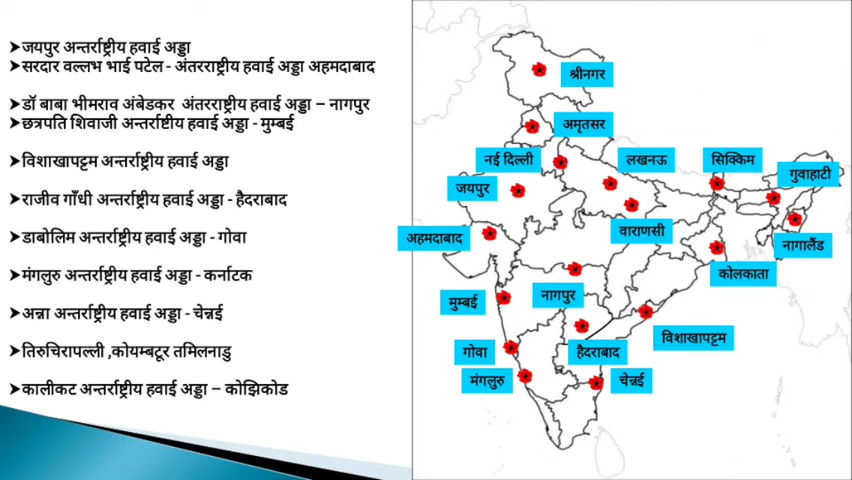 ➤जयपुर अन्तर्राष्ट्रीय हवाई अड्डा
➤सरदार वल्लभ भाई पटेल - अंतरराष्ट्रीय हवाई अड्डा अहमदाबाद
➤डॉ बाबा भीमराव अंबेडकर अंतरराष्ट्रीय हवाई अड्डा – नागपुर
➤छत्रपति शिवाजी अन्तर्राष्टीय हवाई अड्डा - मुम्बई
➤विशाखापट्टम अन्तर्राष्ट्रीय हवाई अड्डा
➤राजीव गाँधी अन्तर्राष्ट्रीय हवाई अड्डा - हैदराबाद
➤डाबोलिम अन्तर्राष्ट्रीय हवाई अड्डा - गोवा
➤मंगलुरु अन्तर्राष्ट्रीय हवाई अड्डा - कर्नाटक
➤अन्ना अन्तर्राष्ट्रीय हवाई अड्डा - चेन्नई
➤तिरुचिरापल्ली ,कोयम्बटूर तमिलनाडु
➤कालीकट अन्तर्राष्ट्रीय हवाई अड्डा – कोझिकोड
श्रीनगर
अमृतसर
नई दिल्ली
लखनऊ
सिक्किम
गुवाहाटी
जयपुर
वाराणसी
अहमदाबाद
नागालैंड
कोलकाता
मुम्बई
नागपुर
विशाखापट्टम
गोवा
हैदराबाद
मंगलुरु
चेन्नई